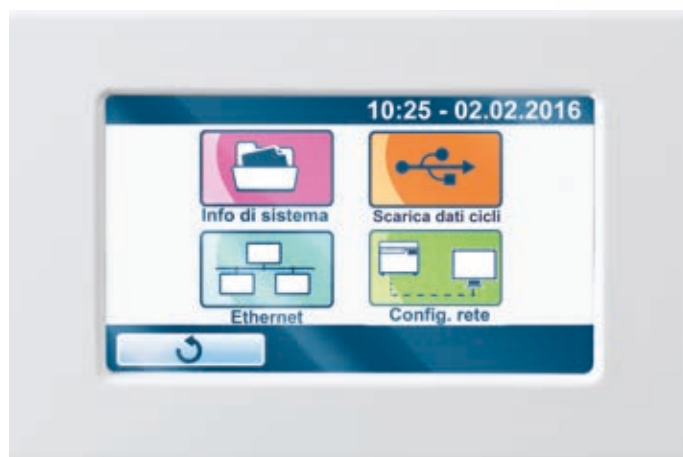 10:25 - 02.02.2016
Info di sistema
Scarica dati cicli
Ethernet
Config. rete